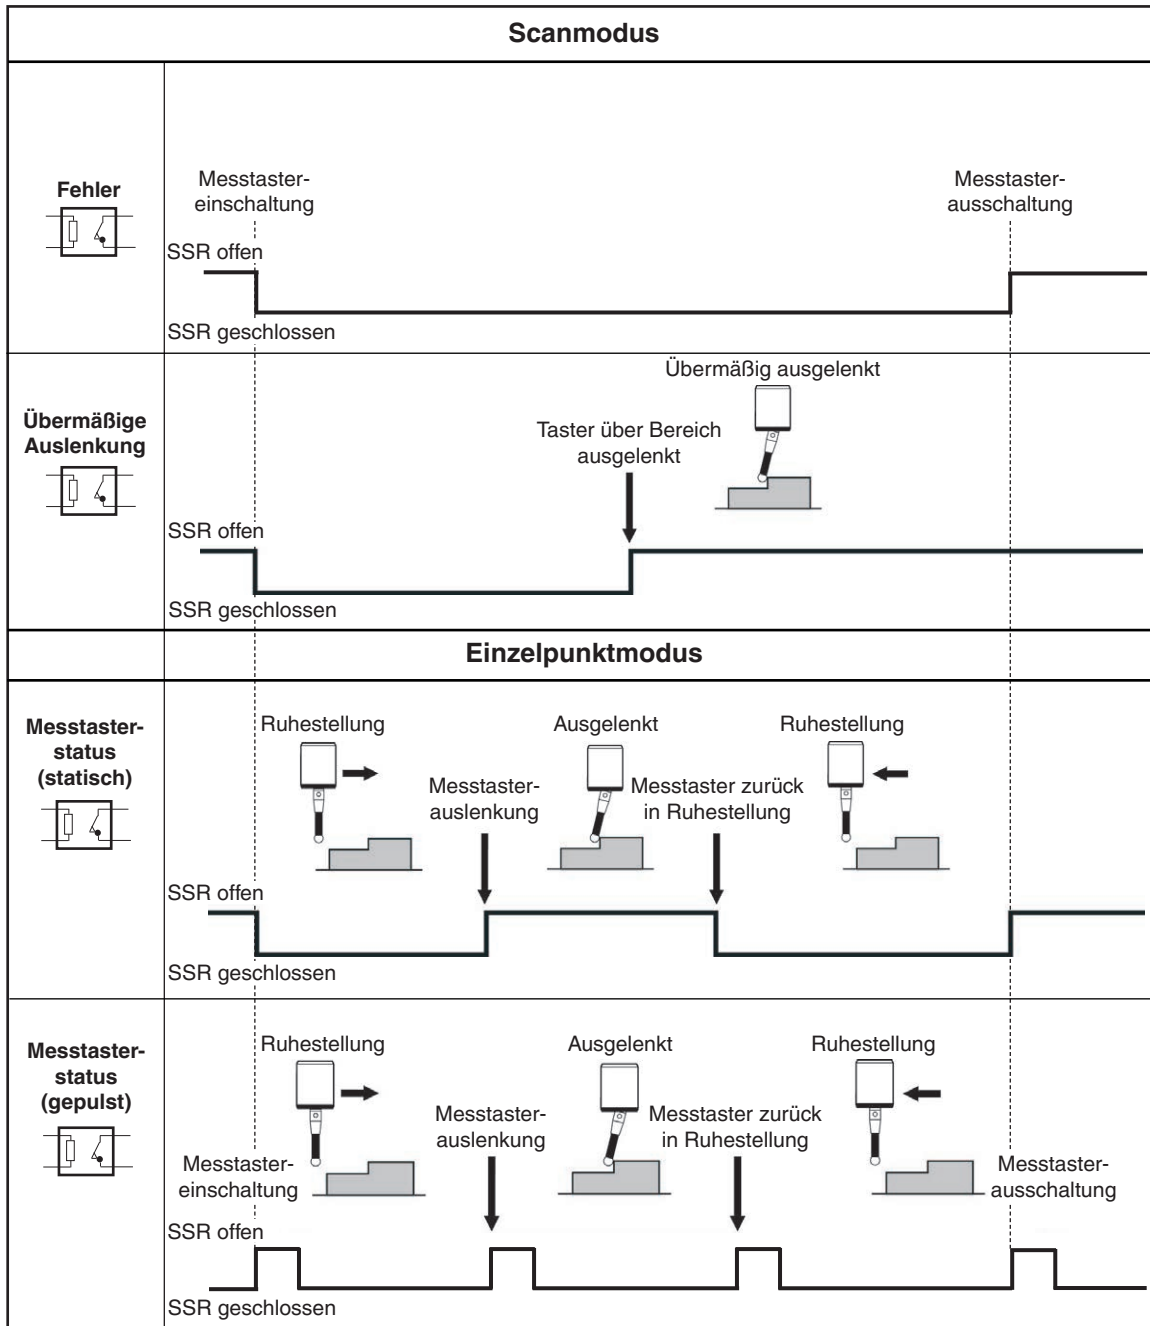 Scanmodus
Fehler
Messtaster-
einschaltung
Messtaster-
ausschaltung
SSR offen
SSR geschlossen
Übermäßige
Auslenkung
Übermäßig ausgelenkt
Taster über Bereich
ausgelenkt
SSR offen
SSR geschlossen
Einzelpunktmodus
Messtaster-
status
(statisch)
Ruhestellung
Ausgelenkt
Ruhestellung
Messtaster-
auslenkung
Messtaster zurück
in Ruhestellung
SSR offen
SSR geschlossen
Messtaster-
status
(gepulst)
Ruhestellung
Ausgelenkt
Ruhestellung
Messtaster-
auslenkung
Messtaster zurück
in Ruhestellung
Messtaster-
einschaltung
Messtaster-
ausschaltung
SSR offen
SSR geschlossen